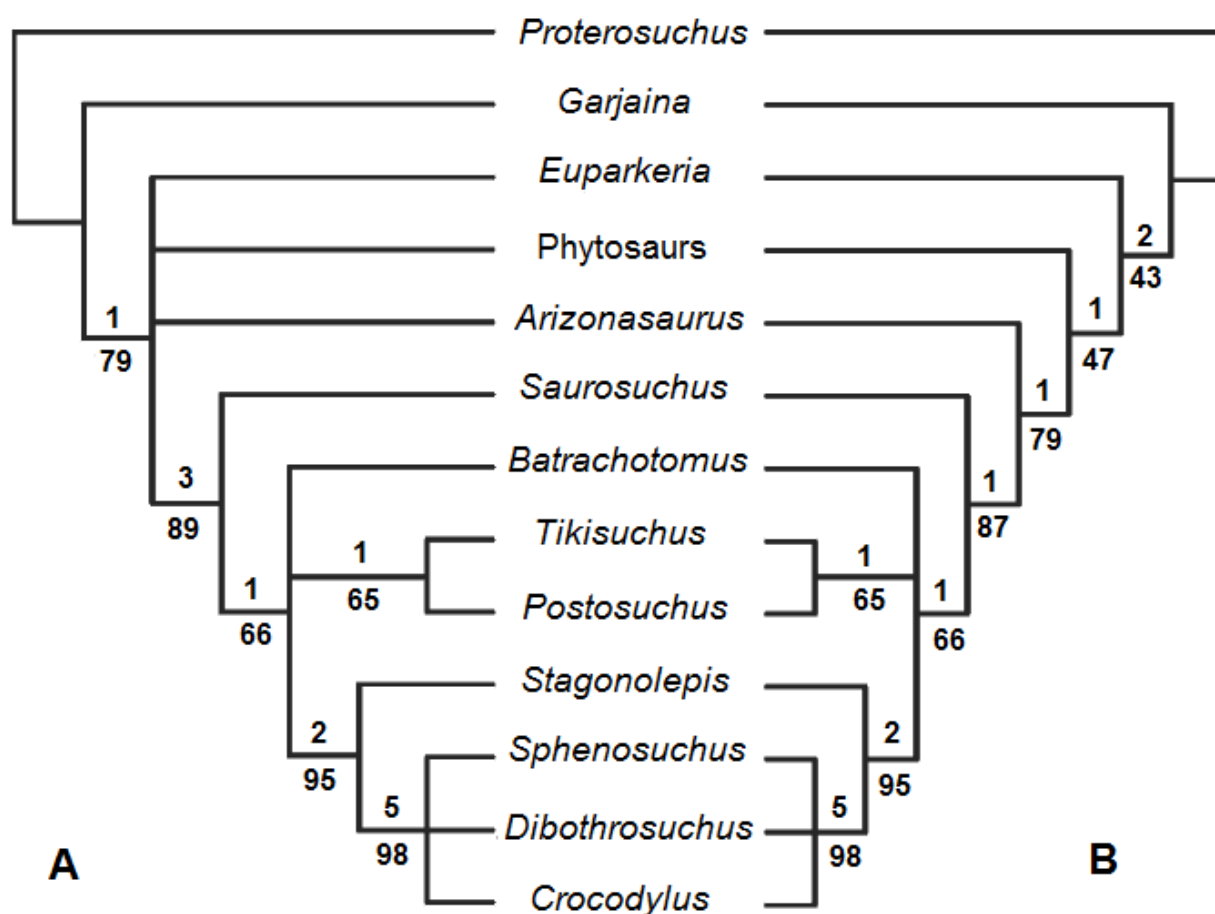 Proterosuchus
Garjaina
Euparkeria
2
Phytosaurs
43
1
Arizonasaurus
1
79
47
Saurosuchus
1
79
3
Batrachotomus
1
89
87
Tikisuchus
1
1
1
1
65
Postosuchus
65
66
66
Stagonolepis
2
2
Sphenosuchus
95
95
5
Dibothrosuchus
5
98
98
A
B
Crocodylus